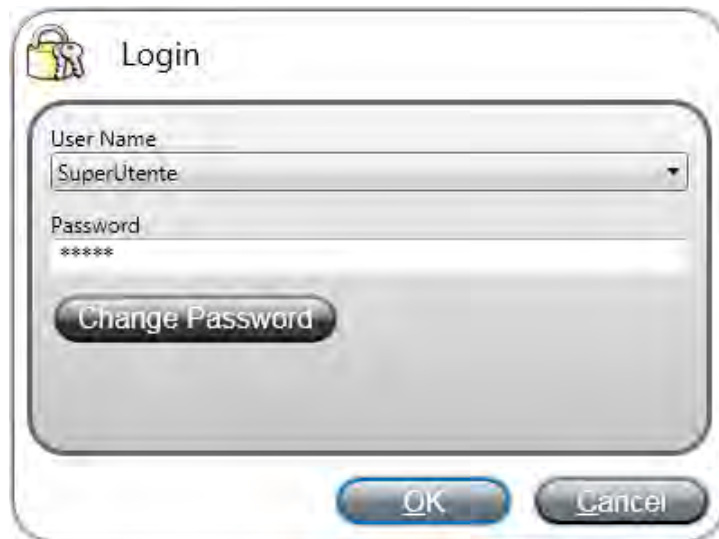 Login
User Name
SuperUtente
Password
*****
Change Password
OK
Cancel